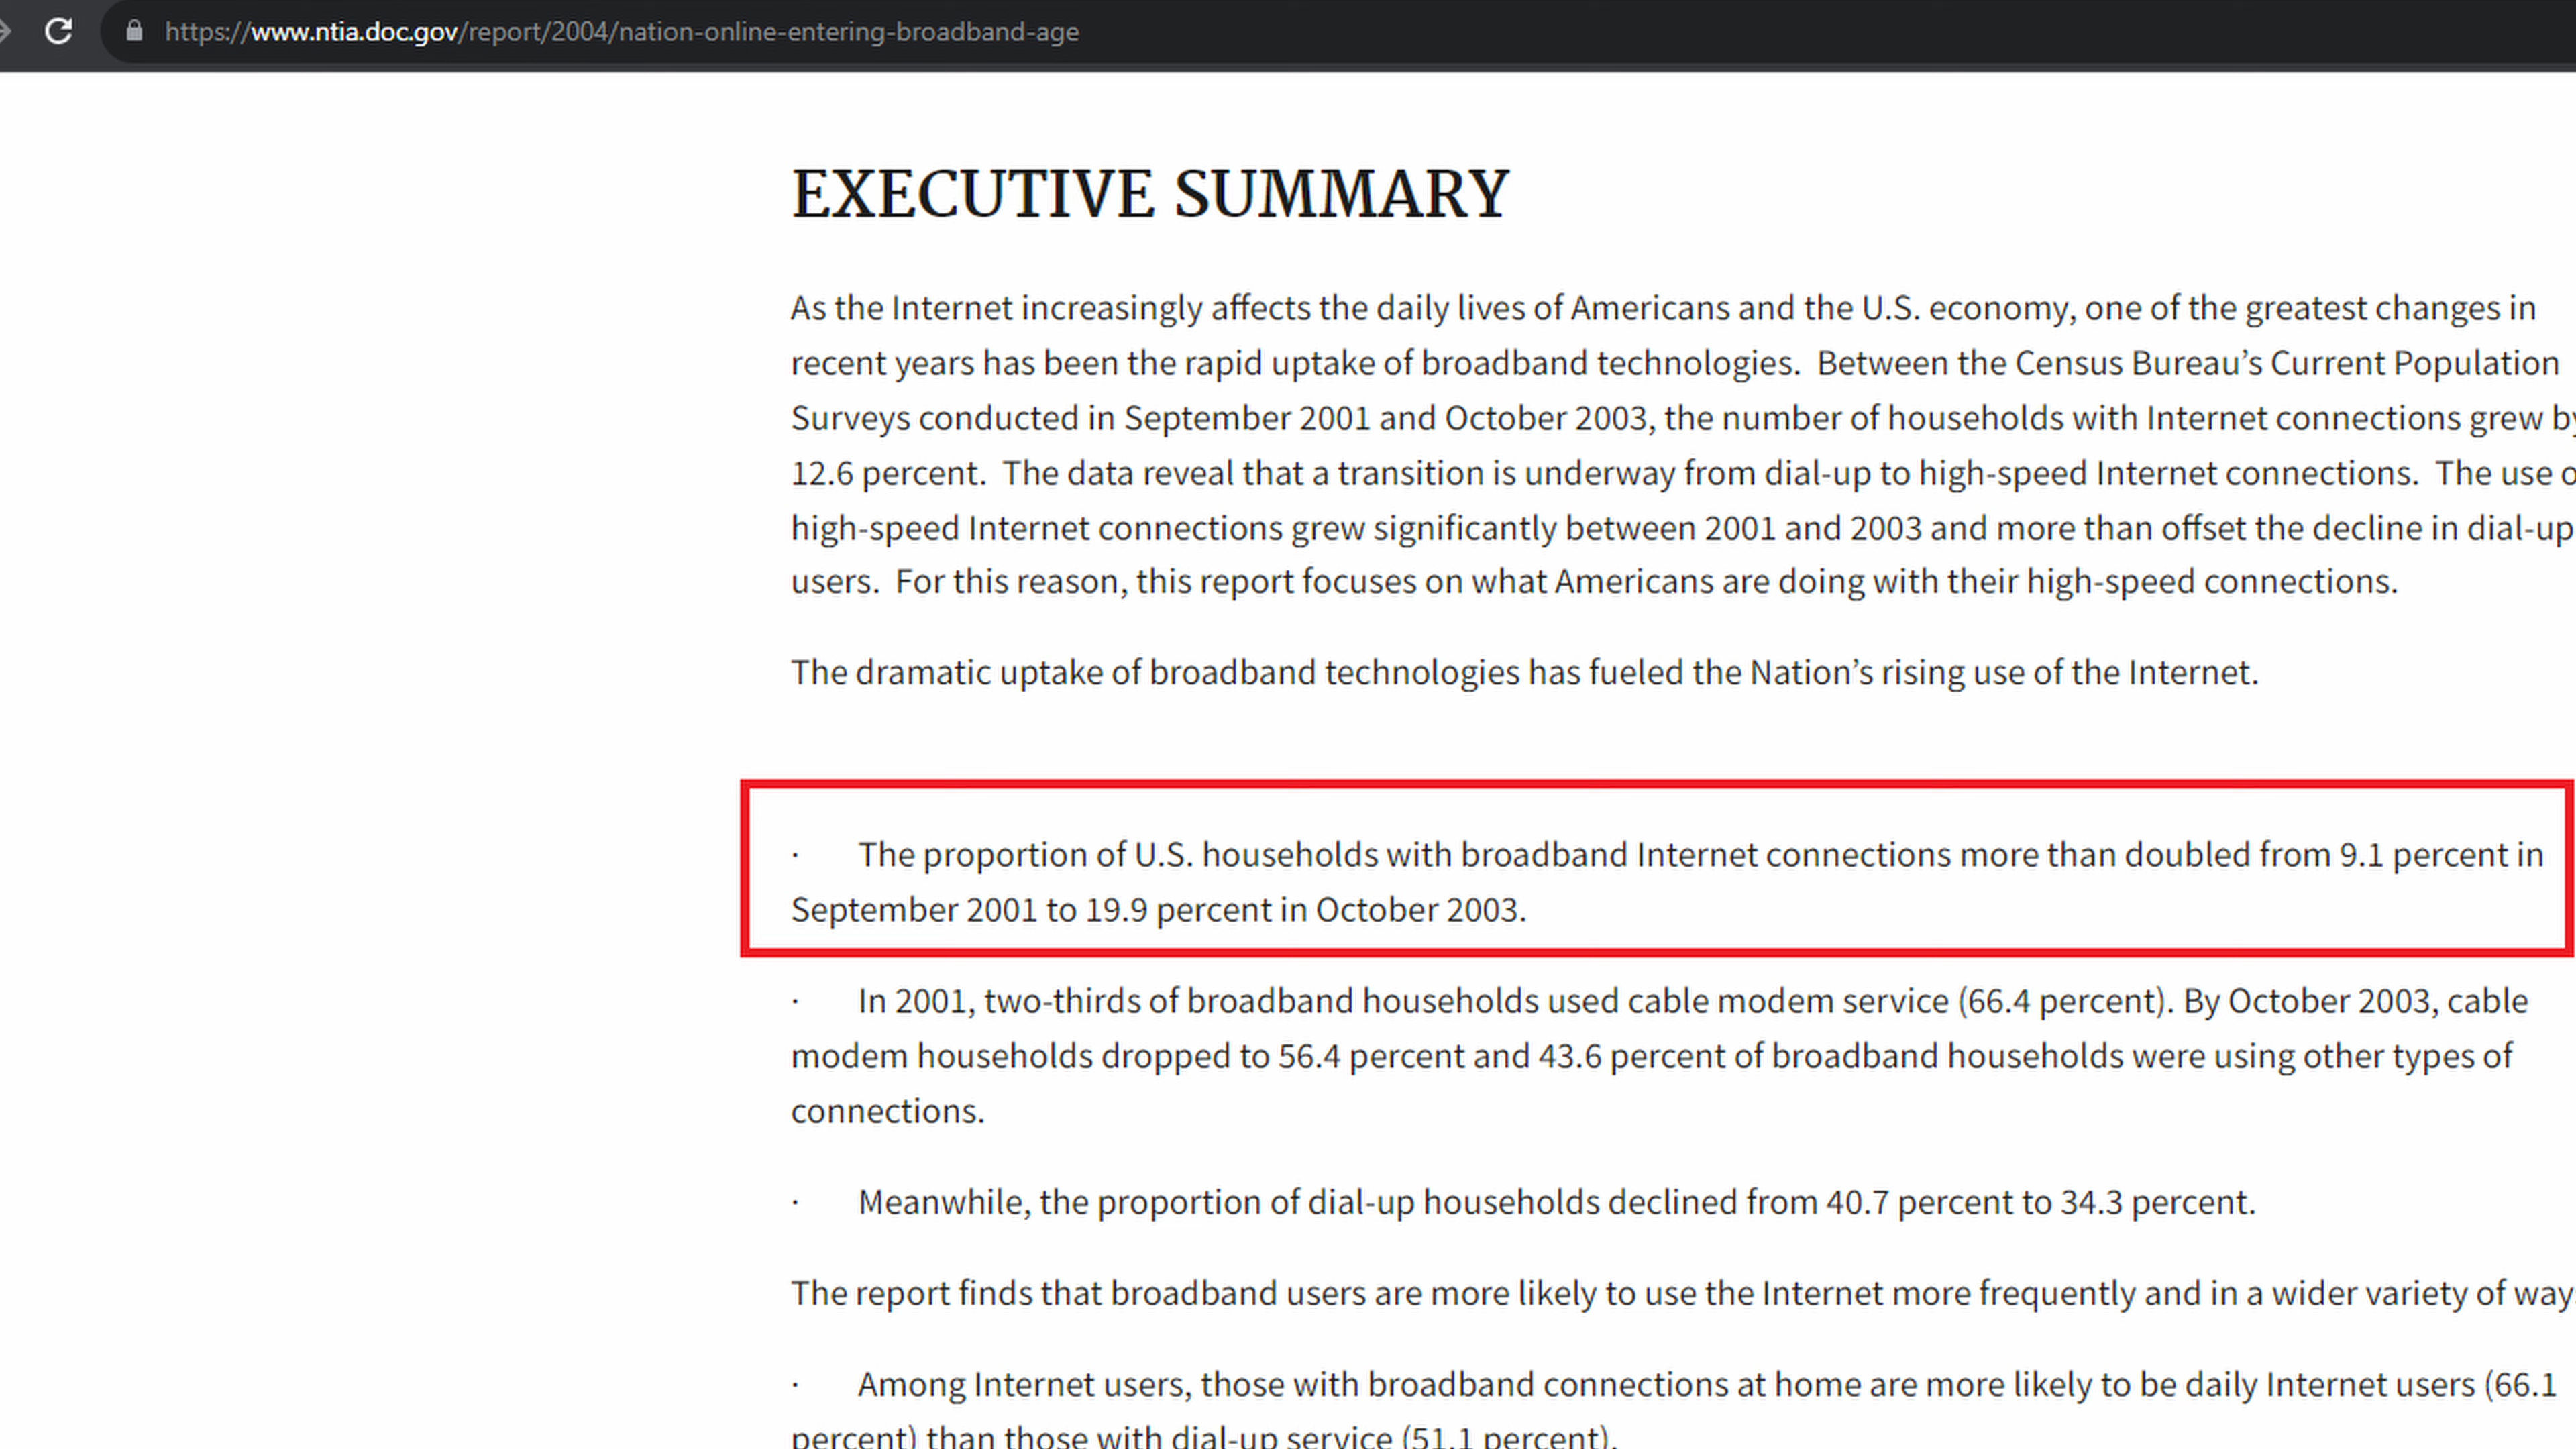 https://www.ntia.doc.gov/report/2004/nation-online-entering-broadband-age
EXECUTIVE SUMMARY
As the Internet increasingly affects the daily lives of Americans and the U.S. economy, one of the greatest changes in
recent years has been the rapid uptake of broadband technologies.  Between the Census Bureau’s Current Population
Surveys conducted in September 2001 and October 2003, the number of households with Internet connections grew by
12.6 percent.  The data reveal that a transition is underway from dial-up to high-speed Internet connections.  The use o
high-speed Internet connections grew significantly between 2001 and 2003 and more than offset the decline in dial-up
users.  For this reason, this report focuses on what Americans are doing with their high-speed connections.
The dramatic uptake of broadband technologies has fueled the Nation’s rising use of the Internet.
· The proportion of U.S. households with broadband Internet connections more than doubled from 9.1 percent in
September 2001 to 19.9 percent in October 2003.
· In 2001, two-thirds of broadband households used cable modem service (66.4 percent). By October 2003, cable
modem households dropped to 56.4 percent and 43.6 percent of broadband households were using other types of
connections.
· Meanwhile, the proportion of dial-up households declined from 40.7 percent to 34.3 percent.
The report finds that broadband users are more likely to use the Internet more frequently and in a wider variety of way
· Among Internet users, those with broadband connections at home are more likely to be daily Internet users (66.1
percent) than those with dial-up service (51.1 percent).